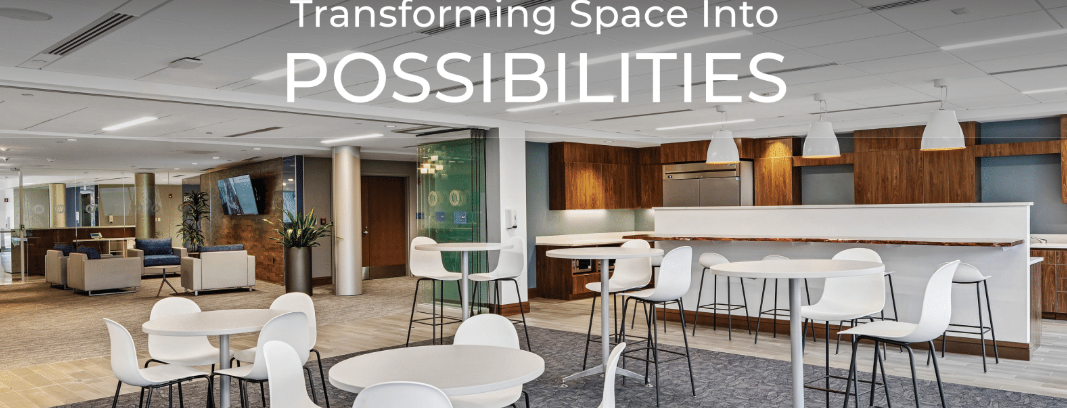 Transforming Space Into
POSSIBILITIES